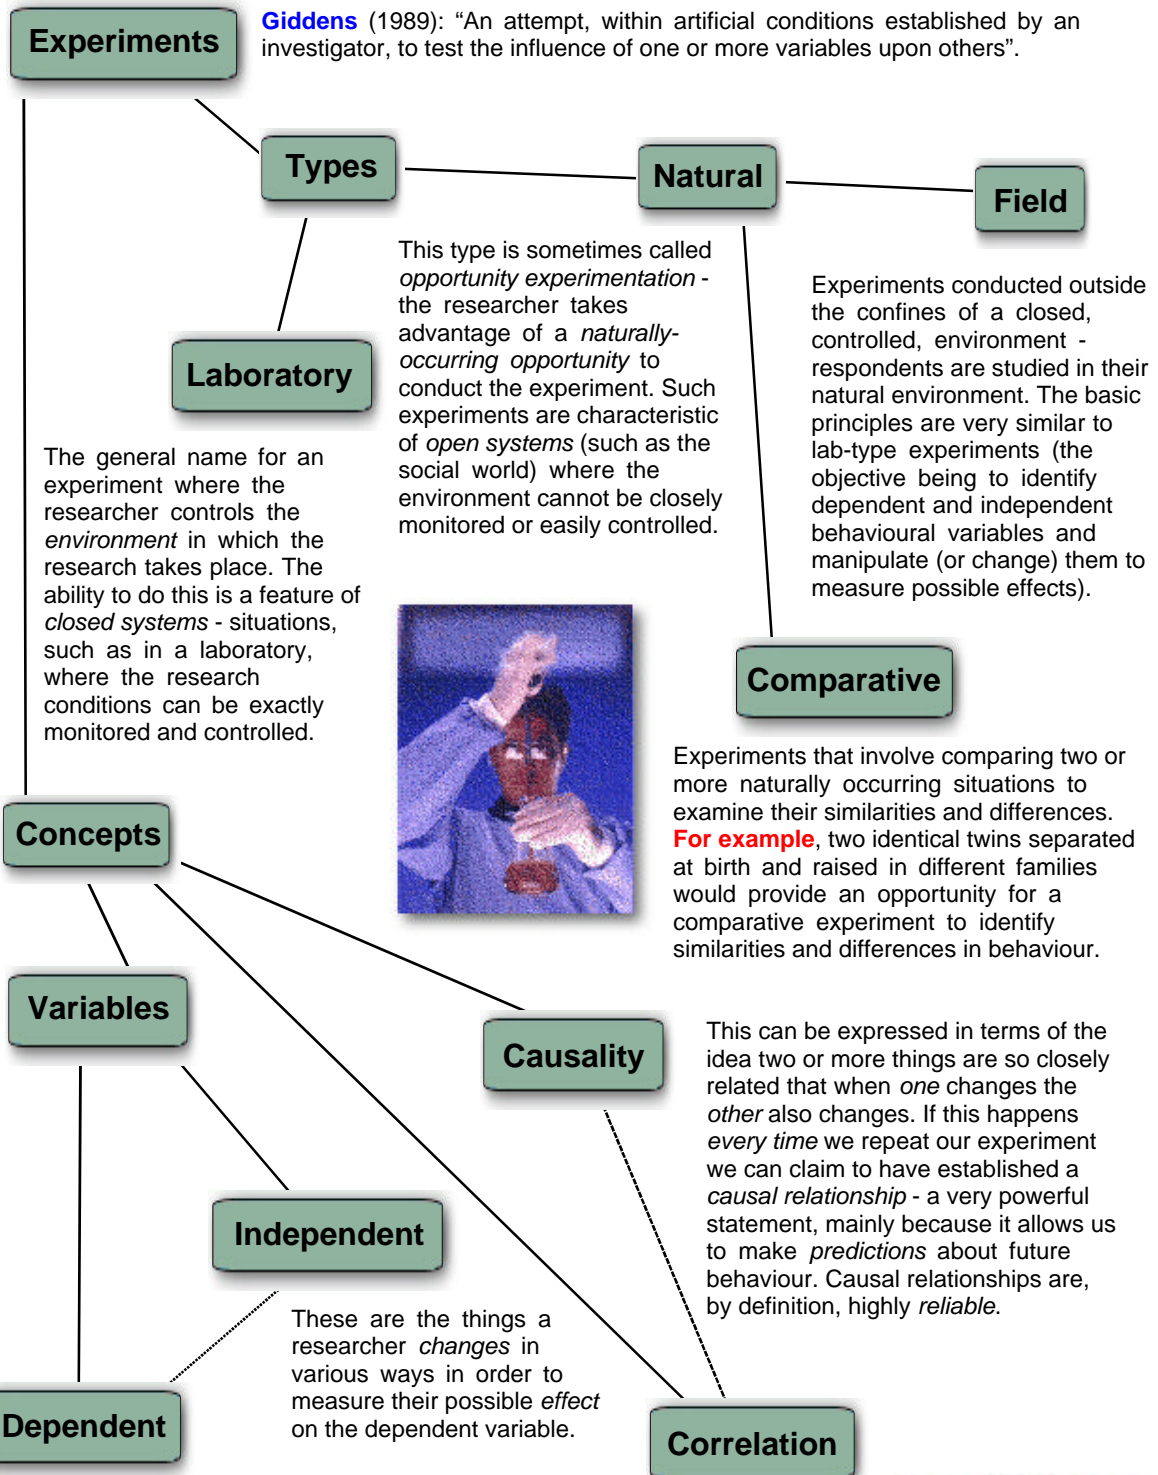 Experiments
Giddens (1989): “An attempt, within artificial conditions established by an
investigator, to test the influence of one or more variables upon others”.
Types
Natural
Field
This type is sometimes called
opportunity experimentation -
the researcher takes
advantage of a naturally-
occurring opportunity to
conduct the experiment. Such
experiments are characteristic
of open systems (such as the
social world) where the
environment cannot be closely
monitored or easily controlled.
Experiments conducted outside
the confines of a closed,
controlled, environment -
respondents are studied in their
natural environment. The basic
principles are very similar to
lab-type experiments (the
objective being to identify
dependent and independent
behavioural variables and
manipulate (or change) them to
measure possible effects).
Laboratory
The general name for an
experiment where the
researcher controls the
environment in which the
research takes place. The
ability to do this is a feature of
closed systems - situations,
such as in a laboratory,
where the research
conditions can be exactly
monitored and controlled.
Comparative
Experiments that involve comparing two or
more naturally occurring situations to
examine their similarities and differences.
For example, two identical twins separated
at birth and raised in different families
would provide an opportunity for a
comparative experiment to identify
similarities and differences in behaviour.
Concepts
Variables
Causality
This can be expressed in terms of the
idea two or more things are so closely
related that when one changes the
other also changes. If this happens
every time we repeat our experiment
we can claim to have established a
causal relationship - a very powerful
statement, mainly because it allows us
to make predictions about future
behaviour. Causal relationships are,
by definition, highly reliable.
Independent
These are the things a
researcher changes in
various ways in order to
measure their possible effect
on the dependent variable.
Dependent
Correlation